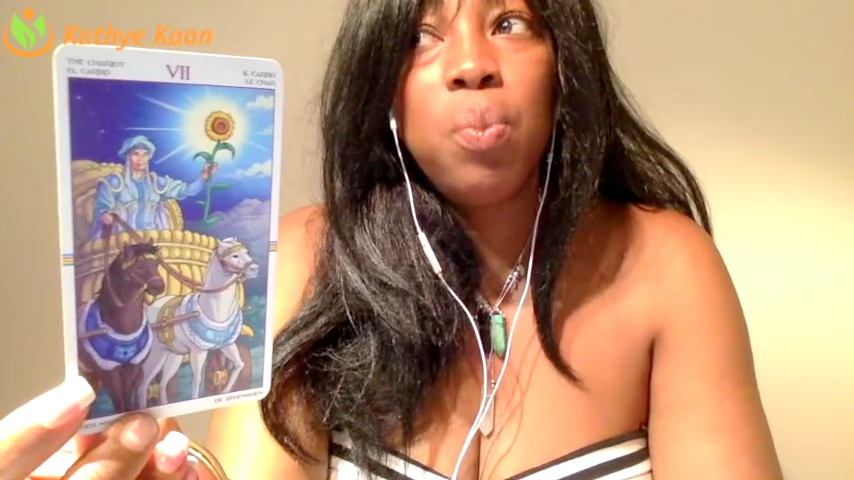 Kathye Kaan
THE CHARIOT
EL CARRO
VII
IL CARRO
LE CHAR